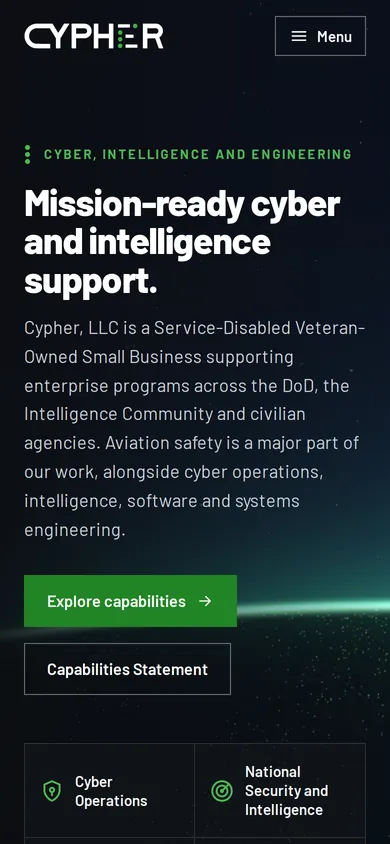 CYPHER
Menu
CYBER, INTELLIGENCE AND ENGINEERING
Mission-ready cyber
and intelligence
support.
Cypher, LLC is a Service-Disabled Veteran-
Owned Small Business supporting
enterprise programs across the DoD, the
Intelligence Community and civilian
agencies. Aviation safety is a major part of
our work, alongside cyber operations,
intelligence, software and systems
engineering.
Explore capabilities →
Capabilities Statement
Cyber
Operations
National
Security and
Intelligence